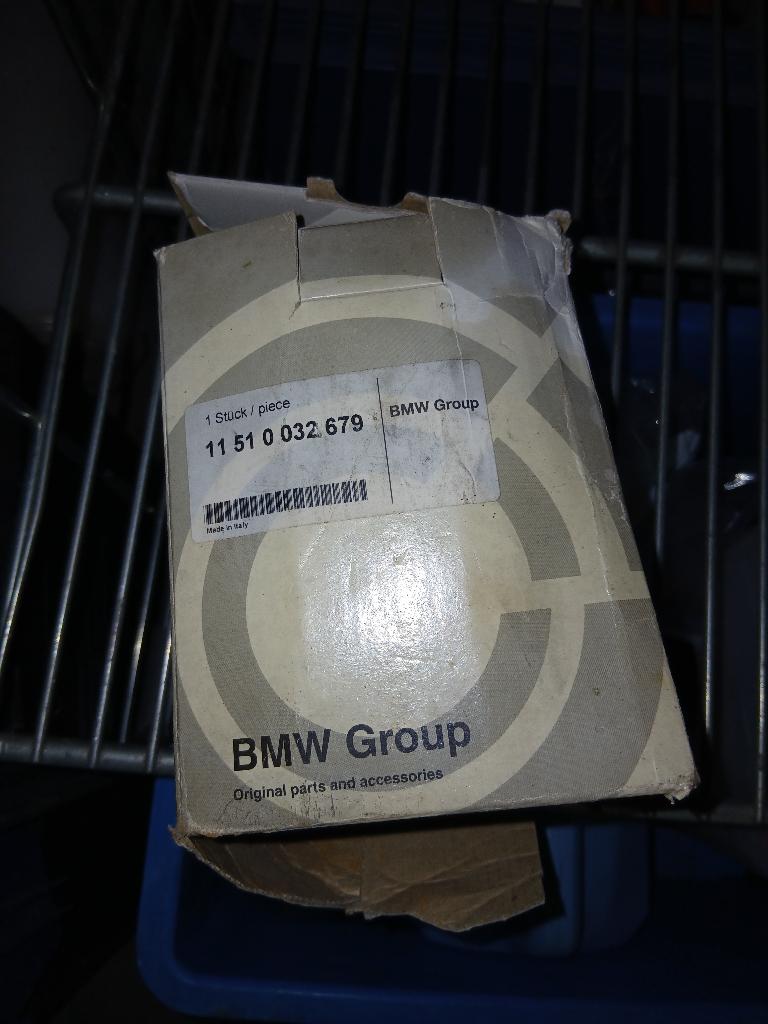 1 Stück / piece
11 51 0 032 679
BMW Group
Made in Italy
BMW Group
Original parts and accessories